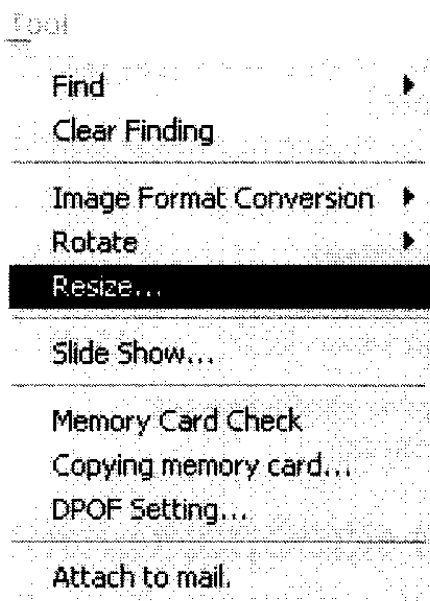 Tool
Find
Clear Finding
Image Format Conversion
Rotate
Resize...
Slide Show...
Memory Card Check
Copying memory card...
DPOF Setting...
Attach to mail.